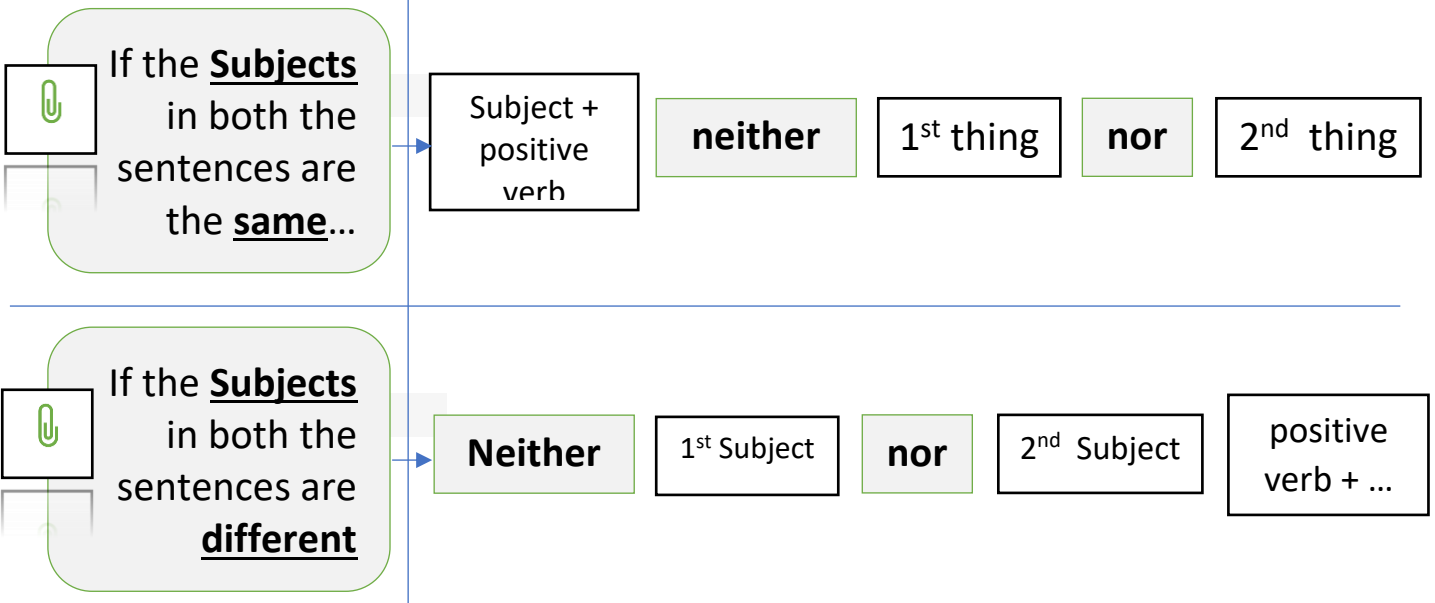 If the Subjects
in both the
sentences are
the same…
Subject +
positive
verb
neither
1st thing
nor
2nd thing
If the Subjects
in both the
sentences are
different
Neither
1st Subject
nor
2nd Subject
positive
verb + …